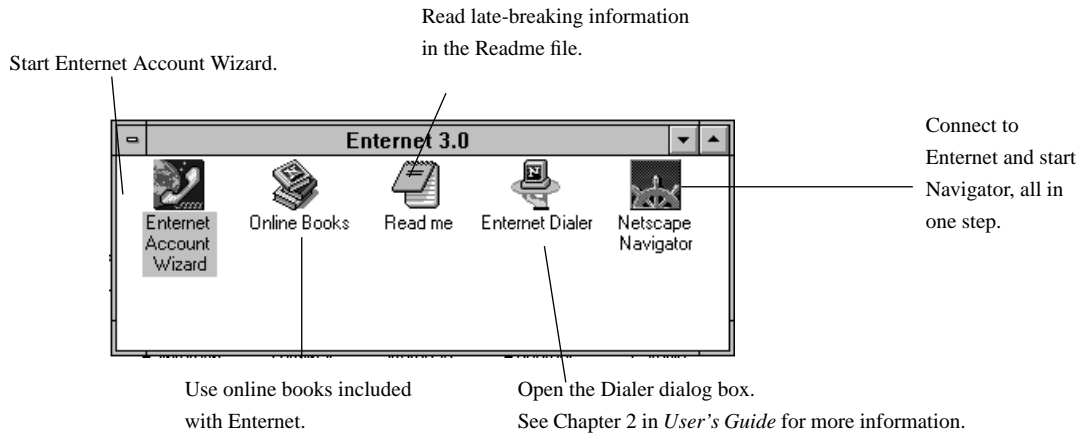 Read late-breaking information
in the Readme file.
Start Enternet Account Wizard.
Enternet 3.0
Connect to
Enternet and start
Navigator, all in
one step.
Enternet
Account
Wizard
Online Books
Read me
Enternet Dialer
Netscape
Navigator
Use online books included
with Enternet.
Open the Dialer dialog box.
See Chapter 2 in User's Guide for more information.